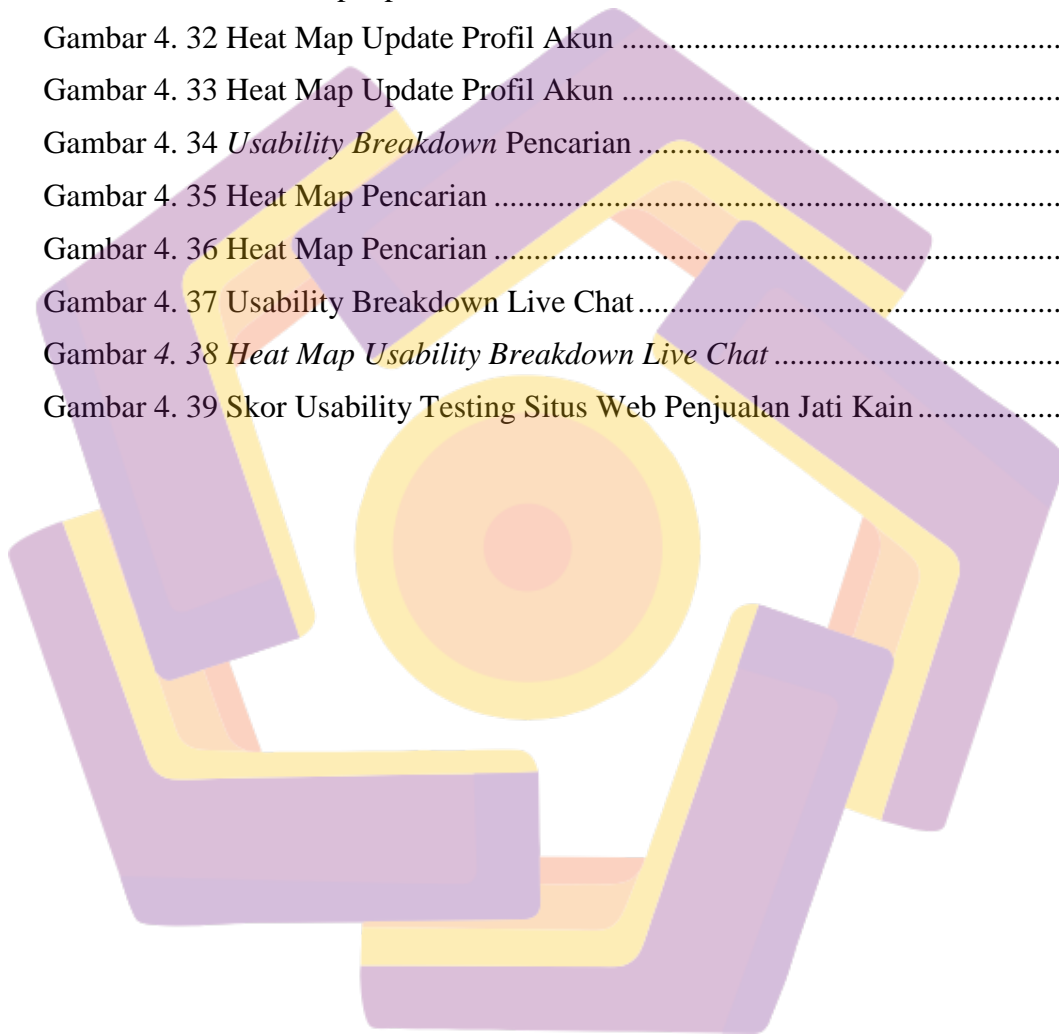 Gambar 4. 32 Heat Map Update Profil Akun ..........................................................
Gambar 4. 33 Heat Map Update Profil Akun ..........................................................
Gambar 4. 34 Usability Breakdown Pencarian ........................................................
Gambar 4. 35 Heat Map Pencarian ..........................................................................
Gambar 4. 36 Heat Map Pencarian ..........................................................................
Gambar 4. 37 Usability Breakdown Live Chat ........................................................
Gambar 4. 38 Heat Map Usability Breakdown Live Chat .....................................
Gambar 4. 39 Skor Usability Testing Situs Web Penjualan Jati Kain ...................